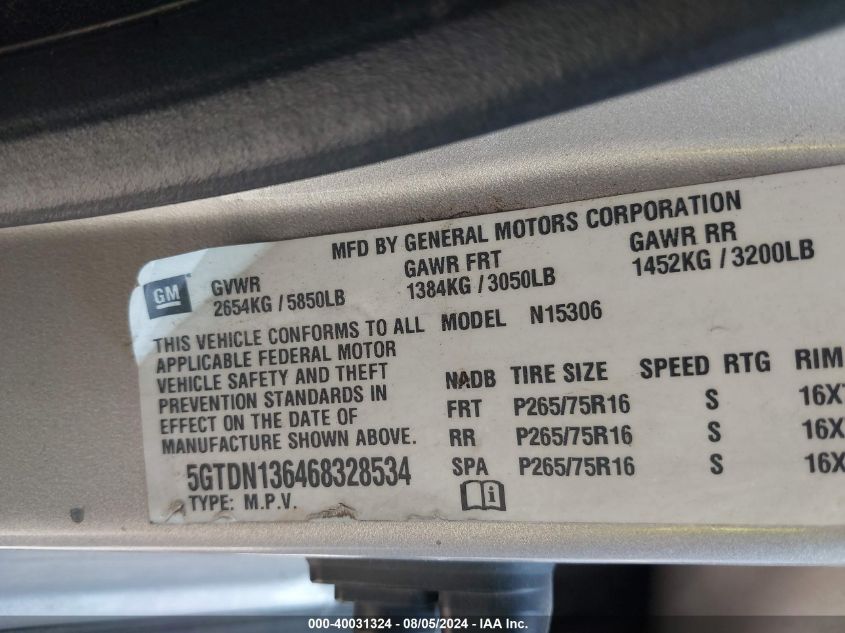 MFD BY GENERAL MOTORS CORPORATION
GM
GVWR GAWR FRT GAWR RR
2654KG / 5850LB 1384KG / 3050LB 1452KG / 3200LB
THIS VEHICLE CONFORMS TO ALL
APPLICABLE FEDERAL MOTOR
VEHICLE SAFETY AND THEFT
PREVENTION STANDARDS IN
EFFECT ON THE DATE OF
MANUFACTURE SHOWN ABOVE.
5GTDN136468328534
TYPE: M.P.V.
MODEL N15306
NADB TIRE SIZE SPEED RTG RIM
FRT P265/75R16 S 16X
RR P265/75R16 S 16X
SPA P265/75R16 S 16X
i
000-40031324 - 08/05/2024 - IAA Inc.